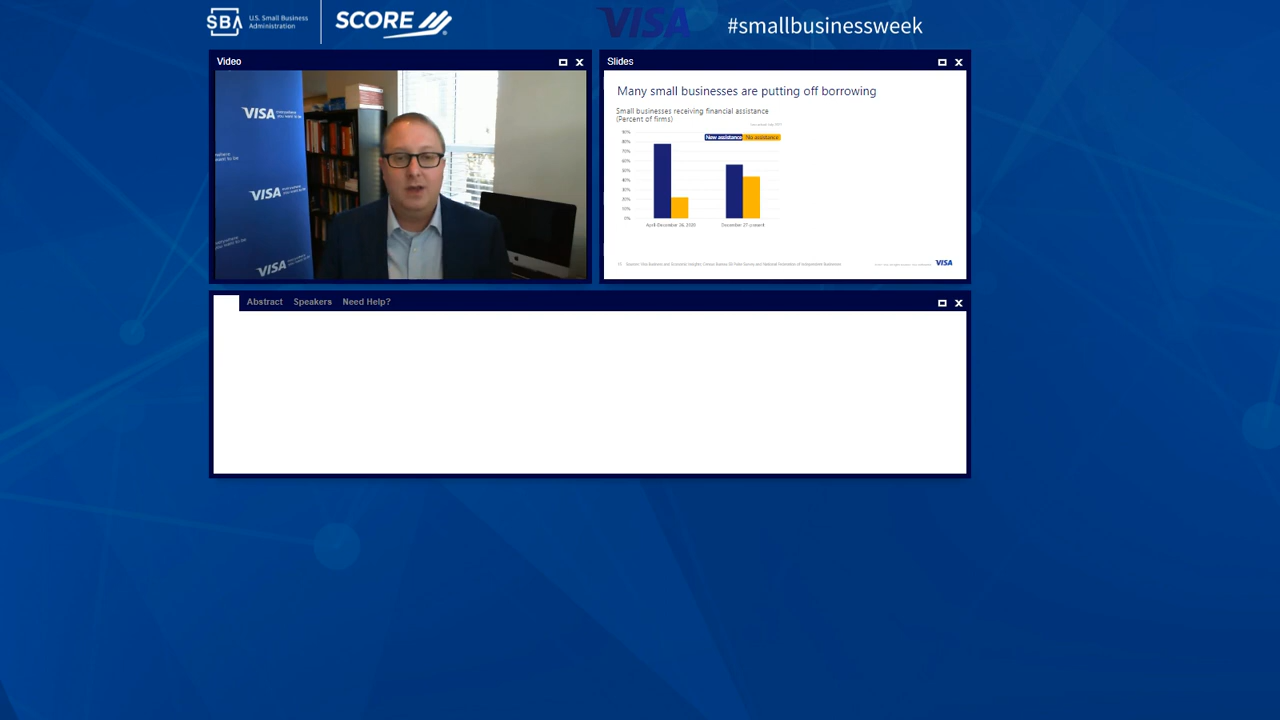 SBA
U.S. Small Business
Administration
SCORE
VISA
#smallbusinessweek
Video
VISA
VISA
VISA
Slides
Many small businesses are putting off borrowing
Small businesses receiving financial assistance
(Percent of firms)
New assistance No assistance
90%
80%
70%
60%
50%
40%
30%
20%
10%
0%
April-December 26, 2020
December 27-present
VISA
Abstract Speakers Need Help?